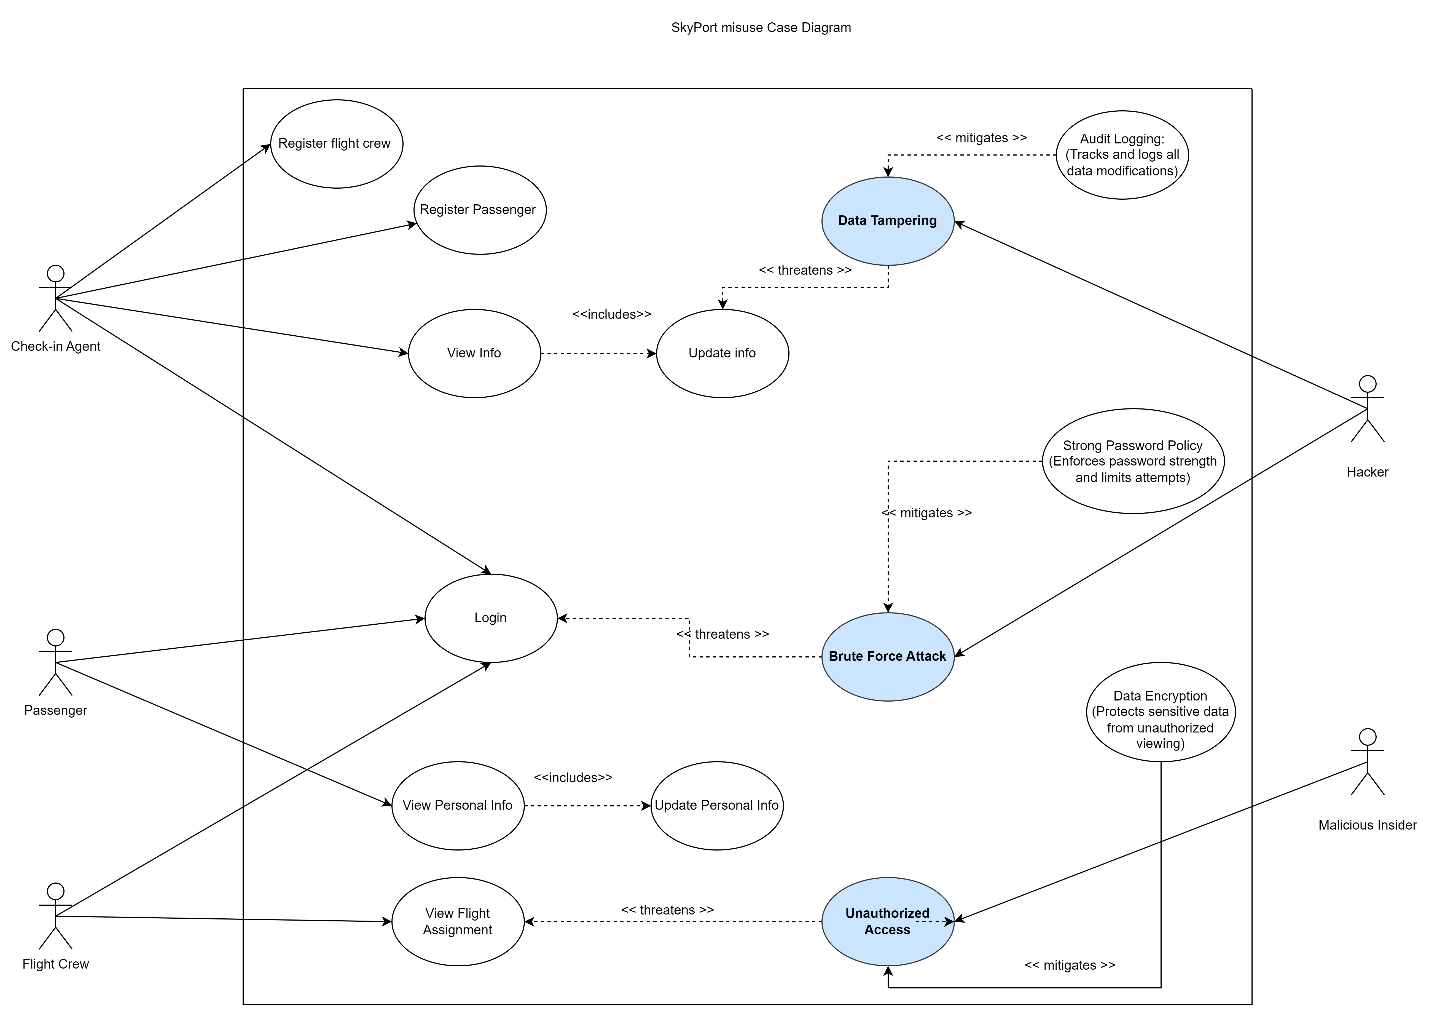 SkyPort misuse Case Diagram
Register flight crew
<< mitigates >>
Audit Logging:
(Tracks and logs all
data modifications)
Register Passenger
Data Tampering
<< threatens >>
<<includes>>
Check-in Agent
View Info
Update info
Strong Password Policy
(Enforces password strength
and limits attempts)
Hacker
<< mitigates >>
Login
<< threatens >>
Brute Force Attack
Passenger
Data Encryption
(Protects sensitive data
from unauthorized
viewing)
<<includes>>
View Personal Info
Update Personal Info
Malicious Insider
View Flight
Assignment
<< threatens >>
Unauthorized
Access
Flight Crew
<< mitigates >>